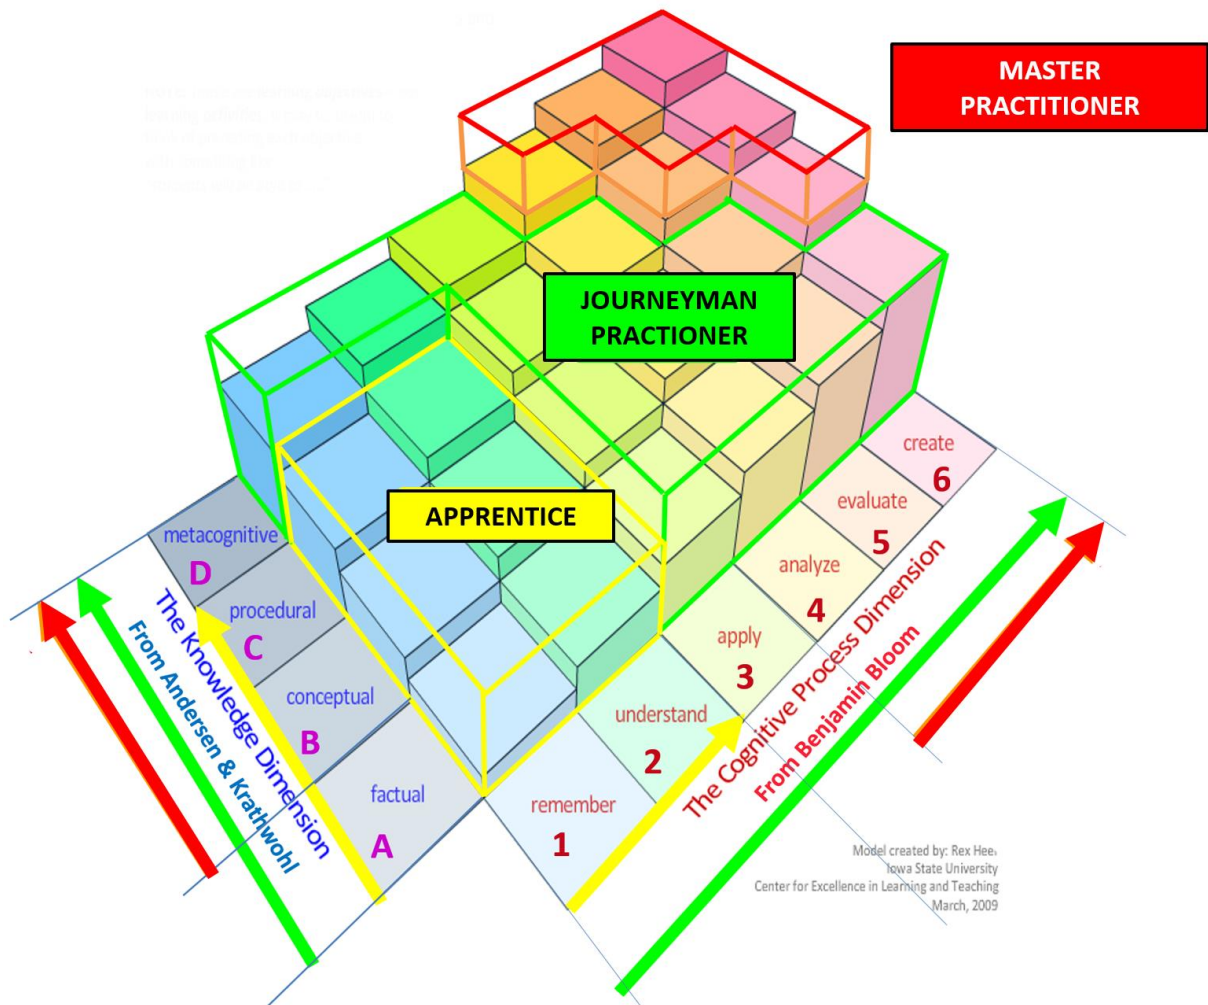 MASTER
PRACTITIONER
JOURNEYMAN
PRACTIONER
APPRENTICE
metacognitive
D
procedural
C
conceptual
B
factual
A
The Knowledge Dimension
From Andersen & Krathwohl
create
6
evaluate
5
analyze
4
apply
3
understand
2
remember
1
The Cognitive Process Dimension
From Benjamin Bloom
Model created by: Rex Hee
Iowa State University
Center for Excellence in Learning and Teaching
March, 2009